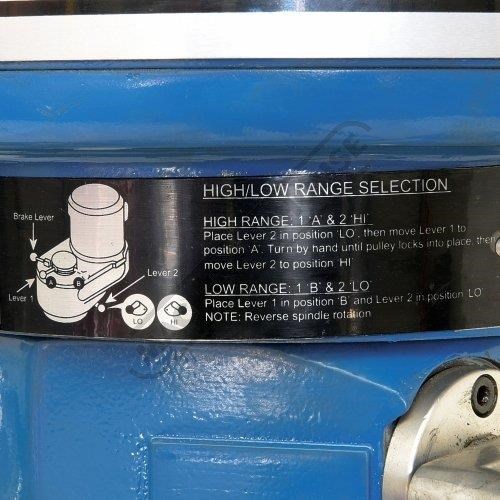 HIGH/LOW RANGE SELECTION
HIGH RANGE: 1 'A' & 2 'HI'
Place Lever 2 in position 'LO', then move Lever 1 to
position 'A'. Turn by hand until pulley locks into place, then
move Lever 2 to position 'HI'
LOW RANGE: 1 'B' & 2 'LO'
Place Lever 1 in position 'B' and Lever 2 in position 'LO'
NOTE: Reverse spindle rotation
Brake Lever
Lever 1
A B
Lever 2
LO HI